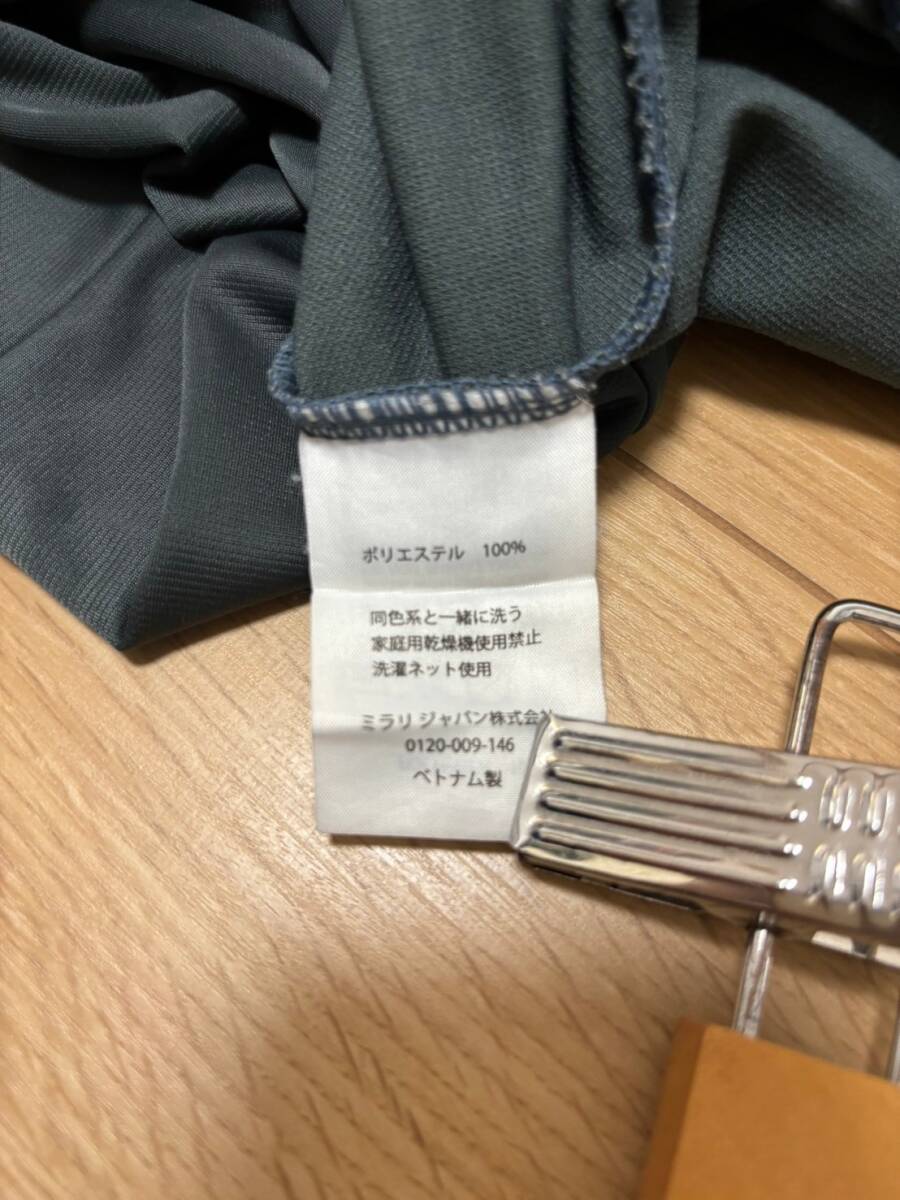 ポリエステル 100%
同色系と一緒に洗う
家庭用乾燥機使用禁止
洗濯ネット使用
ミラリ ジャパン株式会社
0120-009-146
ベトナム製